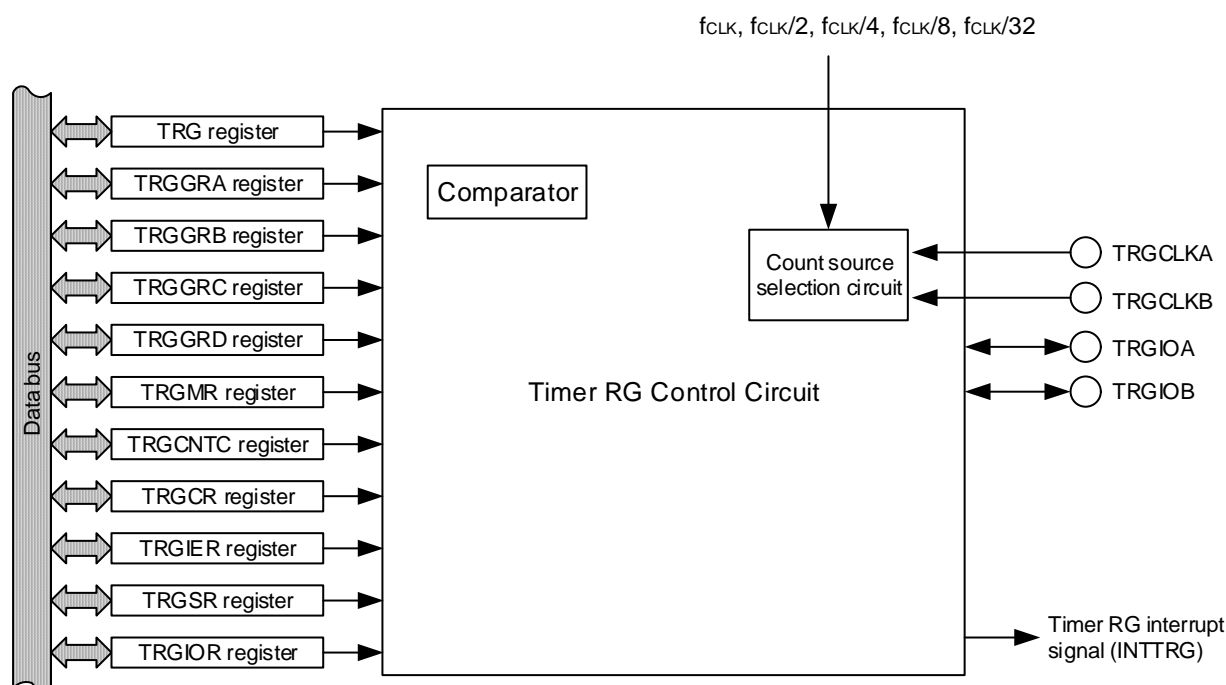 fCLK, fCLK/2, fCLK/4, fCLK/8, fCLK/32
Data bus
TRG register
TRGGRA register
TRGGRB register
TRGGRC register
TRGGRD register
TRGMR register
TRGCNTC register
TRGCR register
TRGIER register
TRGSR register
TRGIOR register
Comparator
Count source
selection circuit
Timer RG Control Circuit
TRGCLKA
TRGCLKB
TRGIOA
TRGIOB
Timer RG interrupt
signal (INTTRG)